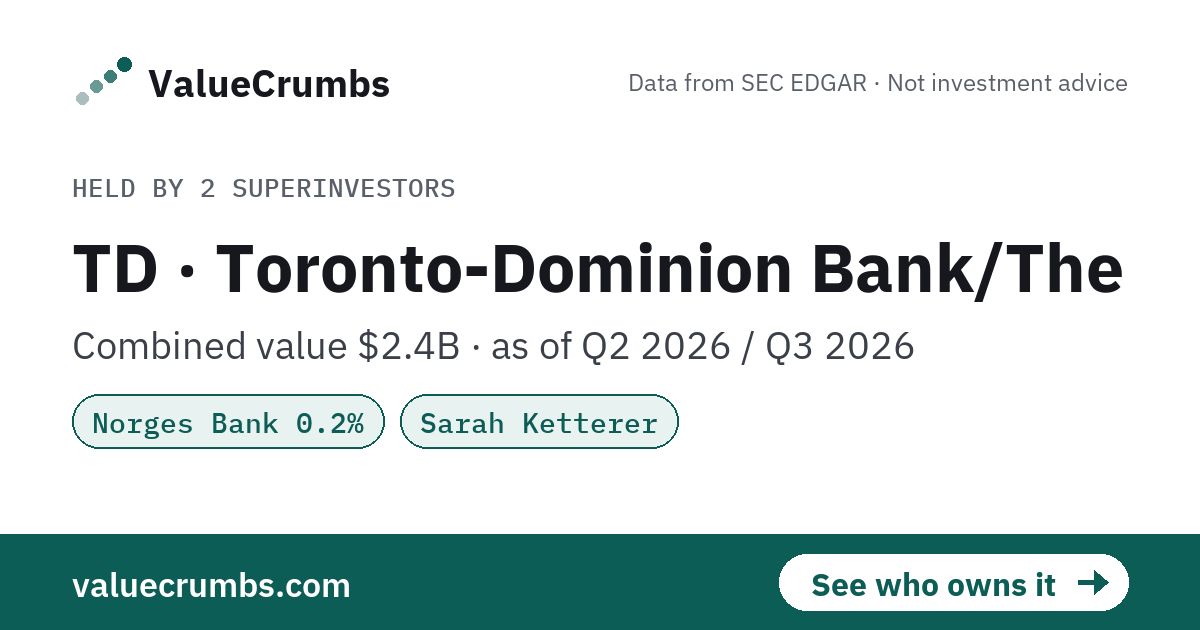 ValueCrumbs
Data from SEC EDGAR · Not investment advice
HELD BY 2 SUPERINVESTORS
TD · Toronto-Dominion Bank/The
Combined value $2.4B · as of Q2 2026 / Q3 2026
Norges Bank 0.2%
Sarah Ketterer
valuecrumbs.com
See who owns it →